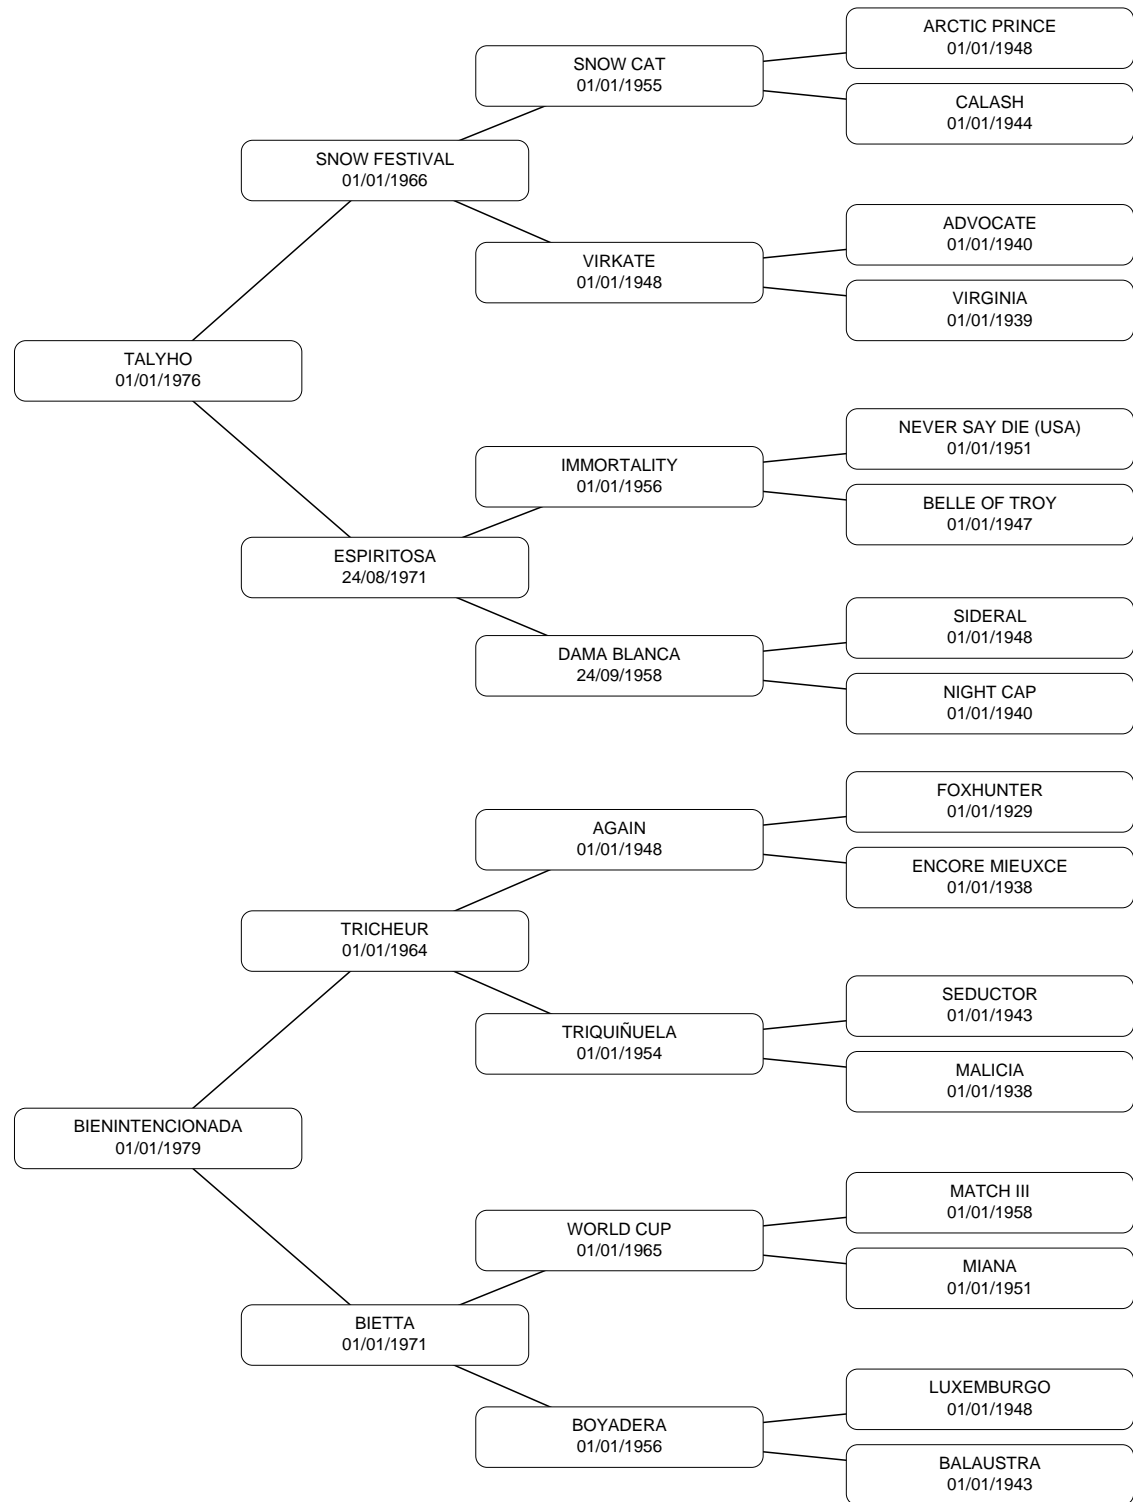 ARCTIC PRINCE
01/01/1948
SNOW CAT
01/01/1955
CALASH
01/01/1944
SNOW FESTIVAL
01/01/1966
ADVOCATE
01/01/1940
VIRKATE
01/01/1948
VIRGINIA
01/01/1939
TALYHO
01/01/1976
NEVER SAY DIE (USA)
01/01/1951
IMMORTALITY
01/01/1956
BELLE OF TROY
01/01/1947
ESPIRITOSA
24/08/1971
SIDERAL
01/01/1948
DAMA BLANCA
24/09/1958
NIGHT CAP
01/01/1940
FOXHUNTER
01/01/1929
AGAIN
01/01/1948
ENCORE MIEUXCE
01/01/1938
TRICHEUR
01/01/1964
SEDUCTOR
01/01/1943
TRIQUIÑUELA
01/01/1954
MALICIA
01/01/1938
BIENINTENCIONADA
01/01/1979
MATCH III
01/01/1958
WORLD CUP
01/01/1965
MIANA
01/01/1951
BIETTA
01/01/1971
LUXEMBURGO
01/01/1948
BOYADERA
01/01/1956
BALAUSTRA
01/01/1943